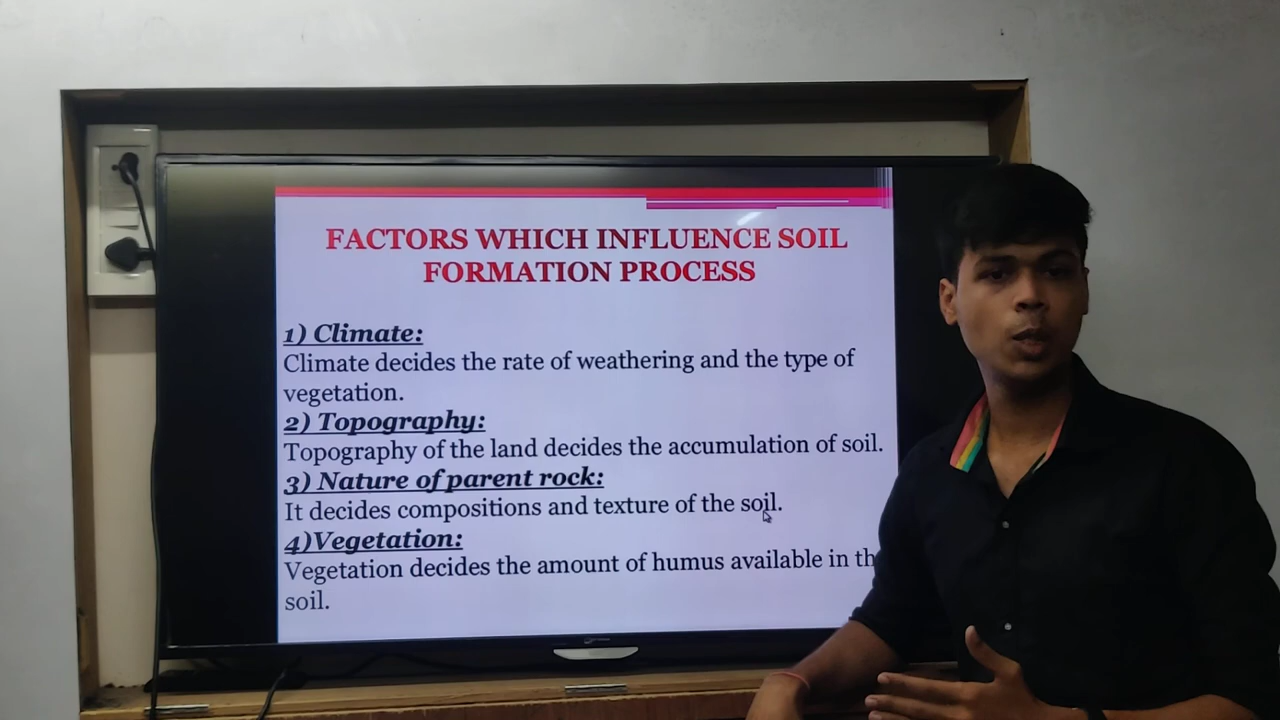 FACTORS WHICH INFLUENCE SOIL
FORMATION PROCESS
1) Climate:
Climate decides the rate of weathering and the type of
vegetation.
2) Topography:
Topography of the land decides the accumulation of soil.
3) Nature of parent rock:
It decides compositions and texture of the soil.
4)Vegetation:
Vegetation decides the amount of humus available in th
soil.